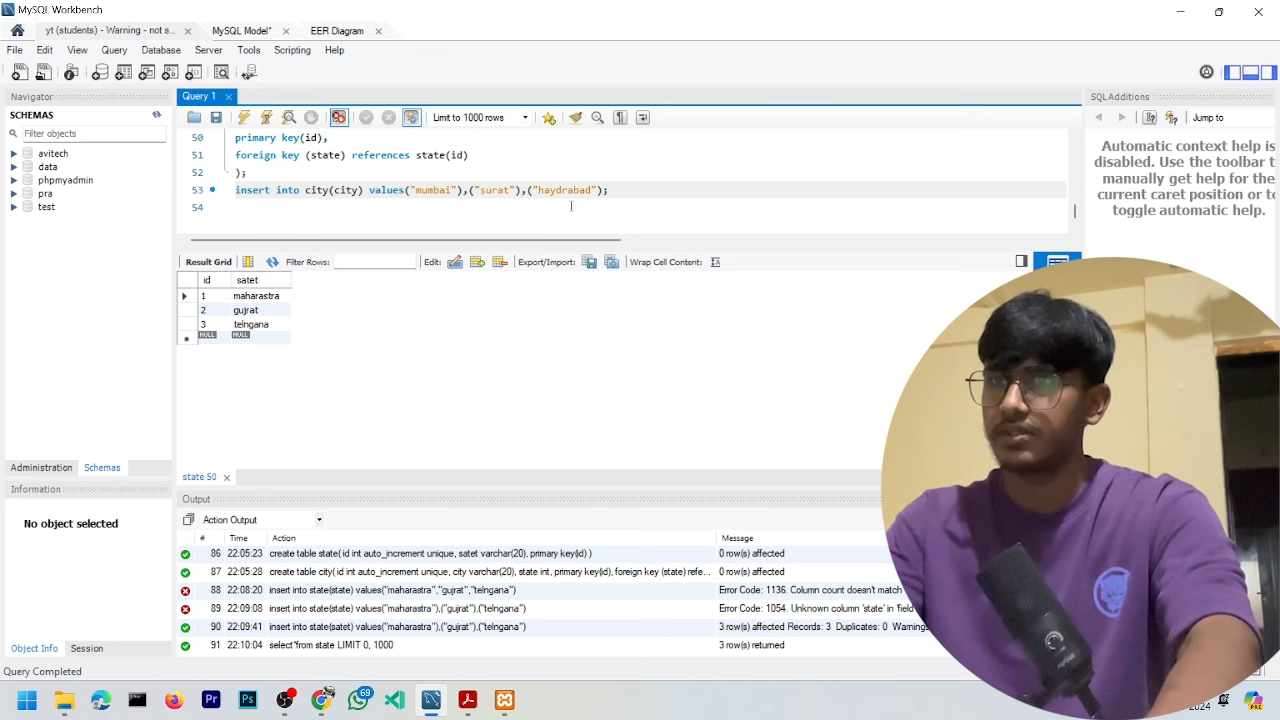 MySQL Workbench
yt (students) - Warning - not s...
MySQL Model*
EER Diagram
File Edit View Query Database Server Tools Scripting Help
Navigator
SCHEMAS
Filter objects
avitech
data
phpmyadmin
pra
test
Administration Schemas
Information
No object selected
Object Info Session
Query Completed
Query 1
Limit to 1000 rows
50 primary key(id),
51 foreign key (state) references state(id)
52 );
53 insert into city(city) values("mumbai"),("surat"),("haydrabad");
54
Result Grid Filter Rows: Edit: Export/Import: Wrap Cell Content:
id satet
1 maharastra
2 gujrat
3 telngana
NULL NULL
state 50
Output
Action Output
# Time Action Message
86 22:05:23 create table state( id int auto_increment unique, satet varchar(20), primary key(id) ) 0 row(s) affected
87 22:05:28 create table city( id int auto_increment unique, city varchar(20), state int, primary key(id), foreign key (state) refe... 0 row(s) affected
88 22:08:20 insert into state(state) values("maharastra","gujrat","telngana") Error Code: 1136. Column count doesn't match
89 22:09:08 insert into state(state) values("maharastra"),("gujrat"),("telngana") Error Code: 1054. Unknown column 'state' in field
90 22:09:41 insert into state(satet) values("maharastra"),("gujrat"),("telngana") 3 row(s) affected Records: 3 Duplicates: 0 Warning
91 22:10:04 select*from state LIMIT 0, 1000 3 row(s) returned
SQLAdditions
Jump to
Automatic context help is
disabled. Use the toolbar t
manually get help for the
current caret position or to
toggle automatic help.
69
Pr
Ps
PRE